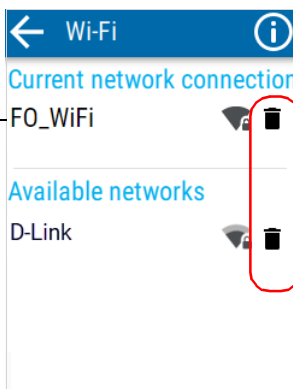 Wi-Fi
Current network connection
FO_WiFi
Available networks
D-Link